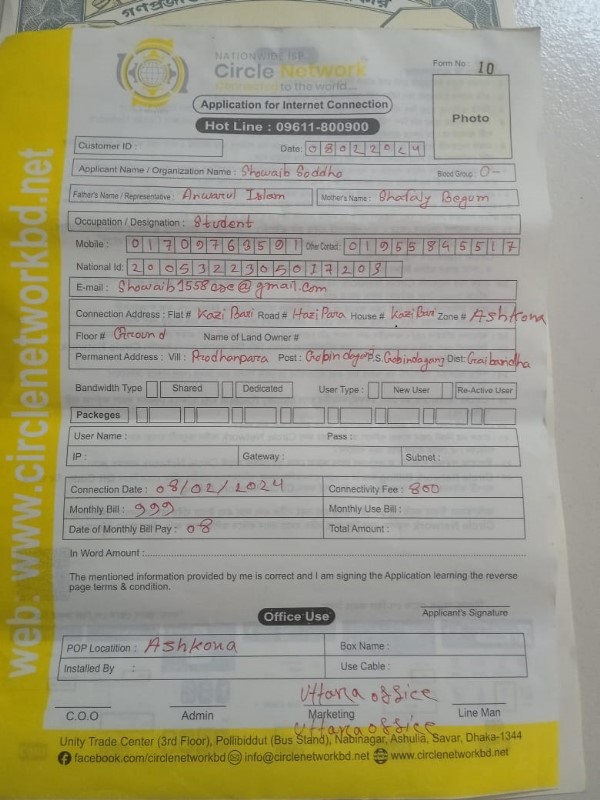 গণপ্রজা
NATIONWIDE ISP
Circle Network
Connected to the world....
Form No : 10
Application for Internet Connection
Photo
Hot Line : 09611-800900
Customer ID :
Date: 08022024
Applicant Name / Organization Name : Showaib Soddho Blood Group : O-
Father's Name / Representative : Anwarul Islam Mother's Name : Shafaly Begum
Occupation / Designation : Student
Mobile : 01709763591 Other Contact: 01955895517
National Id: 2005322305017203
E-mail : Showaib1558cse@gmail.com
Connection Address : Flat # Kazi Bari Road # Hazi Para House # Kazi Bari Zone # Ashkona
Floor # Ground Name of Land Owner #
Permanent Address : Vill : Prodhanpara Post : P.S. Gobindagang Dist: Gaibandha
Bandwidth Type Shared Dedicated User Type : New User Re-Active User
Packeges
User Name : Pass :
IP : Gateway : Subnet :
Connection Date : 08/02/2024 Connectivity Fee : 800
Monthly Bill : 999 Monthly Use Bill :
Date of Monthly Bill Pay : 08 Total Amount :
In Word Amount :
The mentioned information provided by me is correct and I am signing the Application learning the reverse
page terms & condition.
Applicant's Signature
Office Use
POP Locatition : Ashkona Box Name :
Installed By : Use Cable :
Uttara office
C.O.O Admin Marketing Line Man
Uttara office
Unity Trade Center (3rd Floor), Pollibiddut (Bus Stand), Nabinagar, Ashulia, Savar, Dhaka-1344
facebook.com/circlenetworkbd info@circlenetworkbd.net www.circlenetworkbd.net
web: www.circlenetworkbd.net